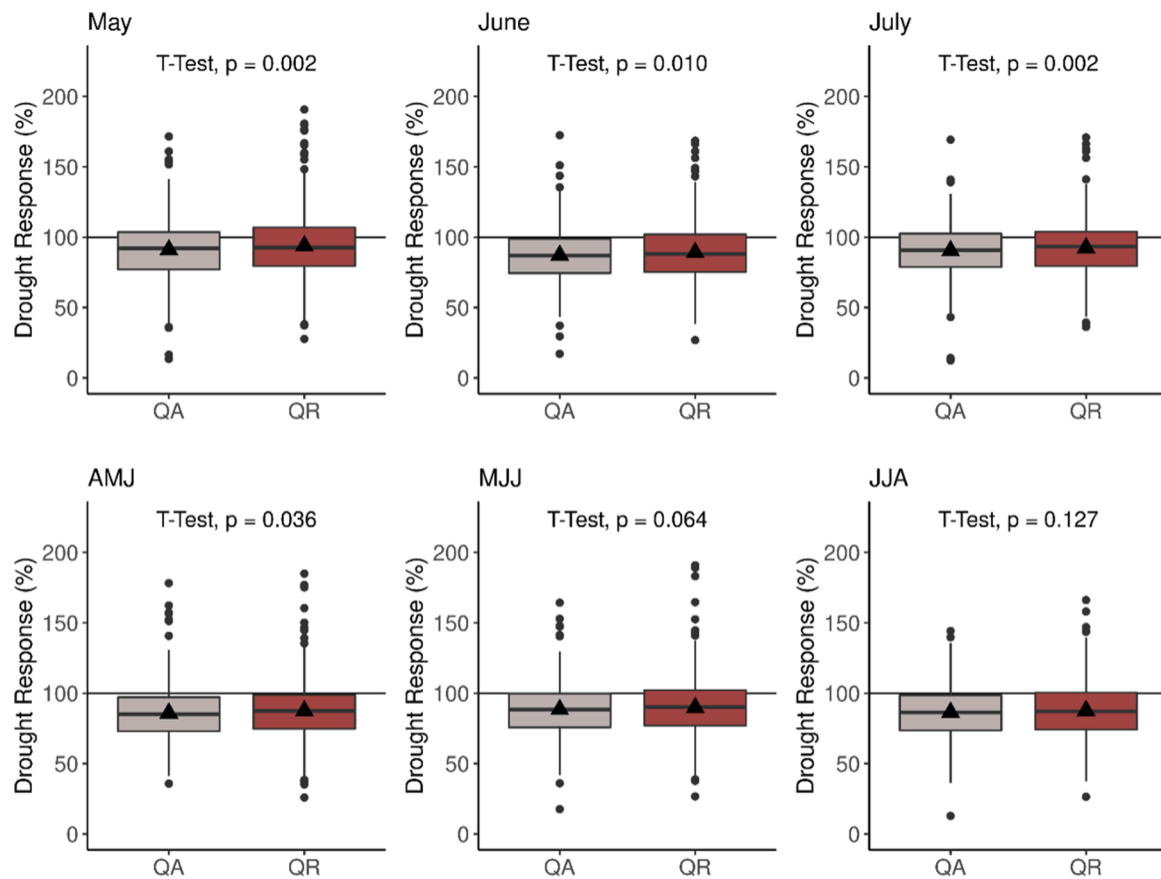 May
T-Test, p = 0.002
Drought Response (%)
200
150
100
50
0
QA QR
June
T-Test, p = 0.010
Drought Response (%)
200
150
100
50
0
QA QR
July
T-Test, p = 0.002
Drought Response (%)
200
150
100
50
0
QA QR
AMJ
T-Test, p = 0.036
Drought Response (%)
200
150
100
50
0
QA QR
MJJ
T-Test, p = 0.064
Drought Response (%)
200
150
100
50
0
QA QR
JJA
T-Test, p = 0.127
Drought Response (%)
200
150
100
50
0
QA QR